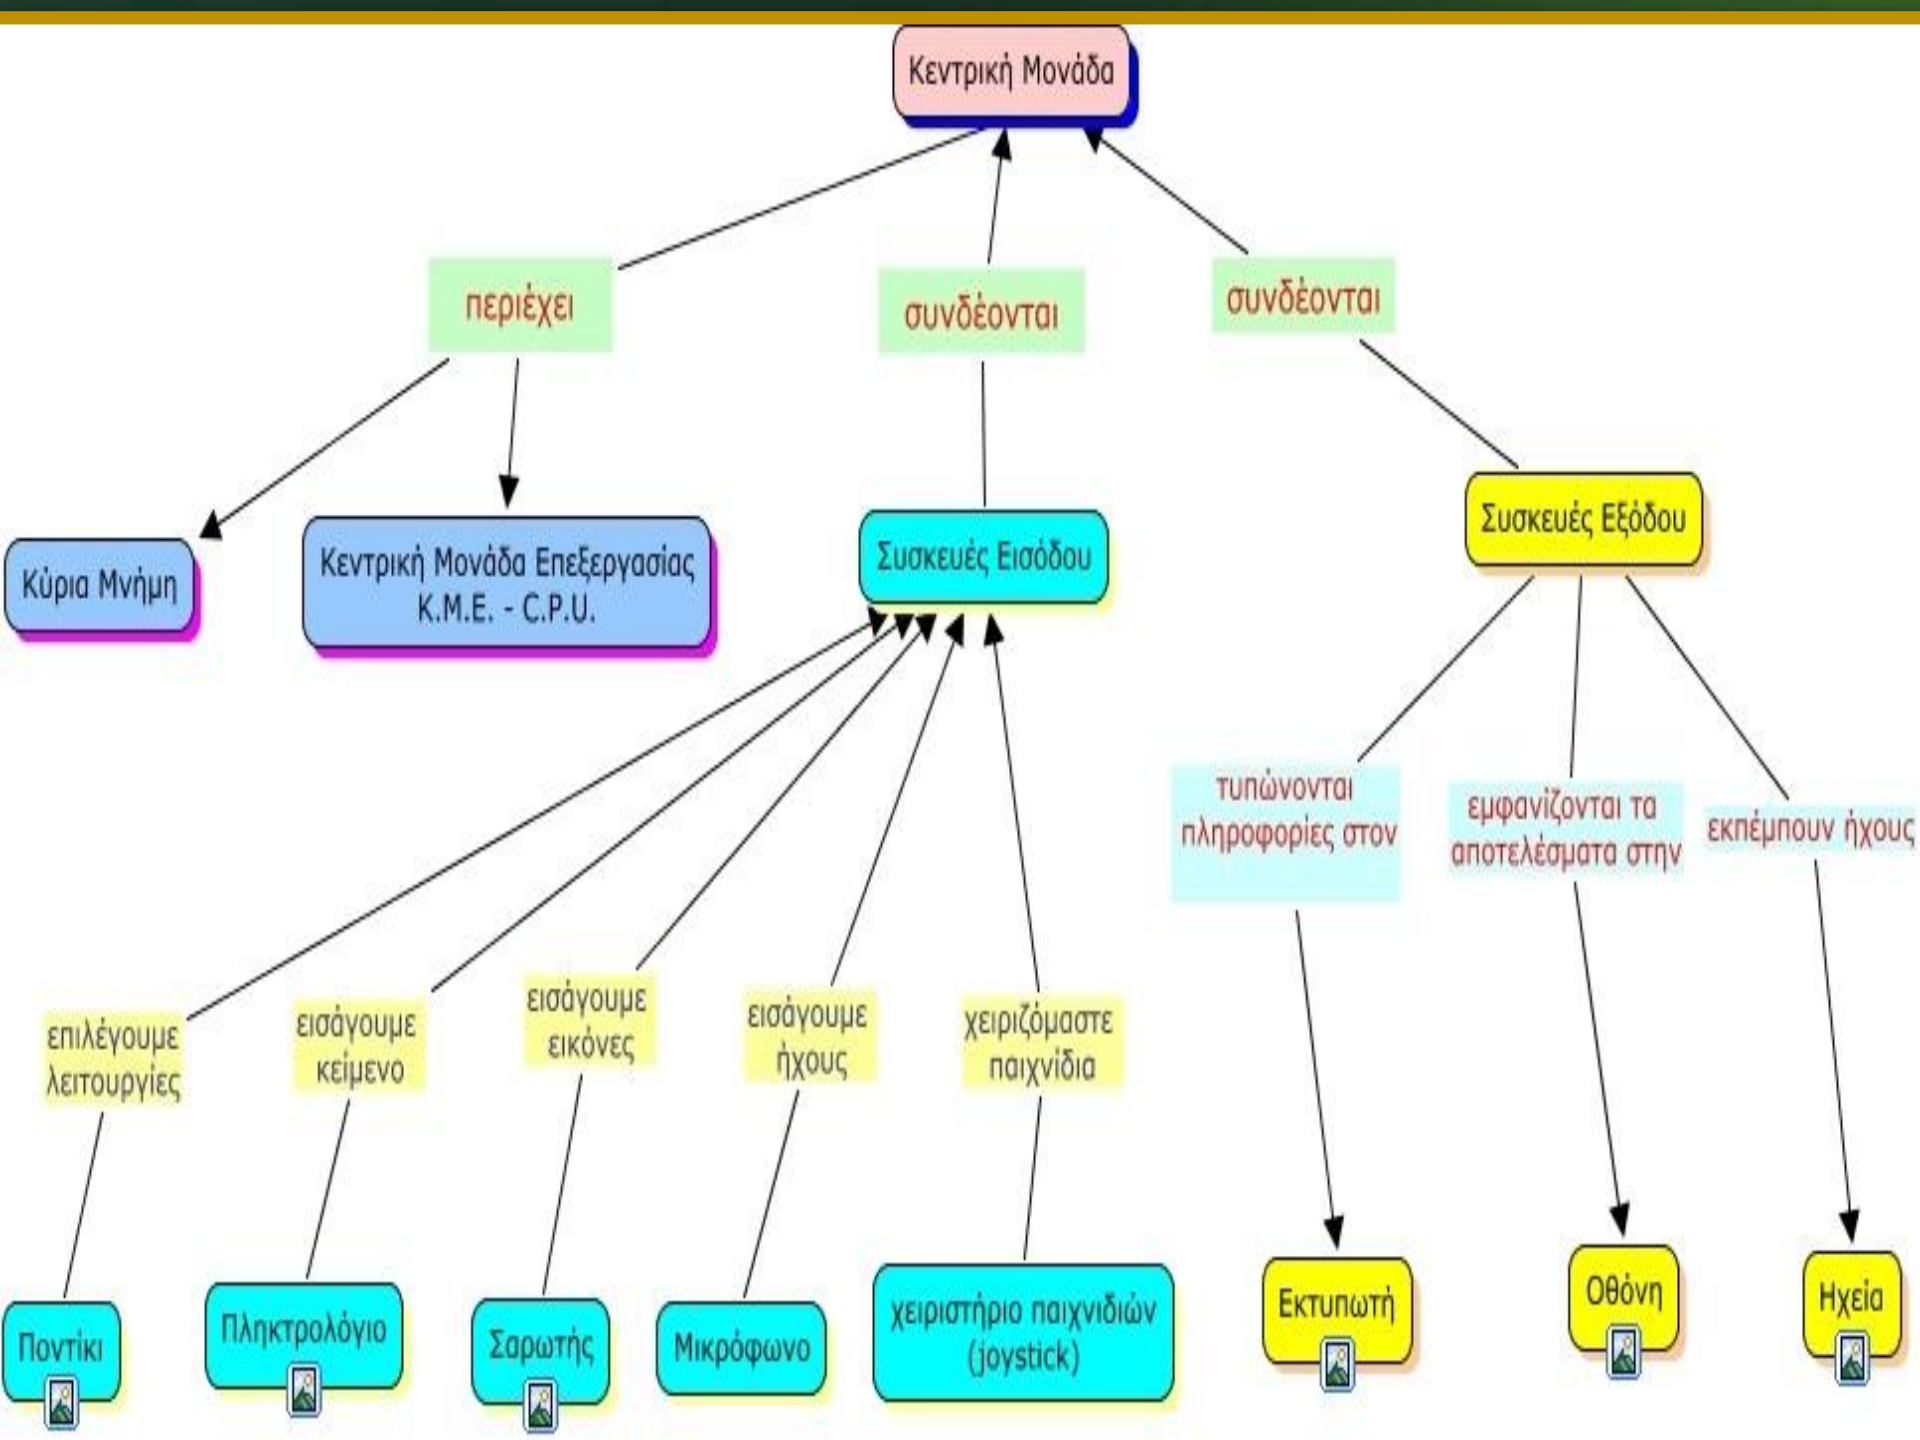 Κεντρική Μονάδα
περιέχει
συνδέονται
συνδέονται
Κύρια Μνήμη
Κεντρική Μονάδα Επεξεργασίας
Κ.Μ.Ε. - C.P.U.
Συσκευές Εισόδου
Συσκευές Εξόδου
τυπώνονται
πληροφορίες στον
εμφανίζονται τα
αποτελέσματα στην
εκπέμπουν ήχους
επιλέγουμε
λειτουργίες
εισάγουμε
κείμενο
εισάγουμε
εικόνες
εισάγουμε
ήχους
χειριζόμαστε
παιχνίδια
Ποντίκι
Πληκτρολόγιο
Σαρωτής
Μικρόφωνο
χειριστήριο παιχνιδιών
(joystick)
Εκτυπωτή
Οθόνη
Ηχεία